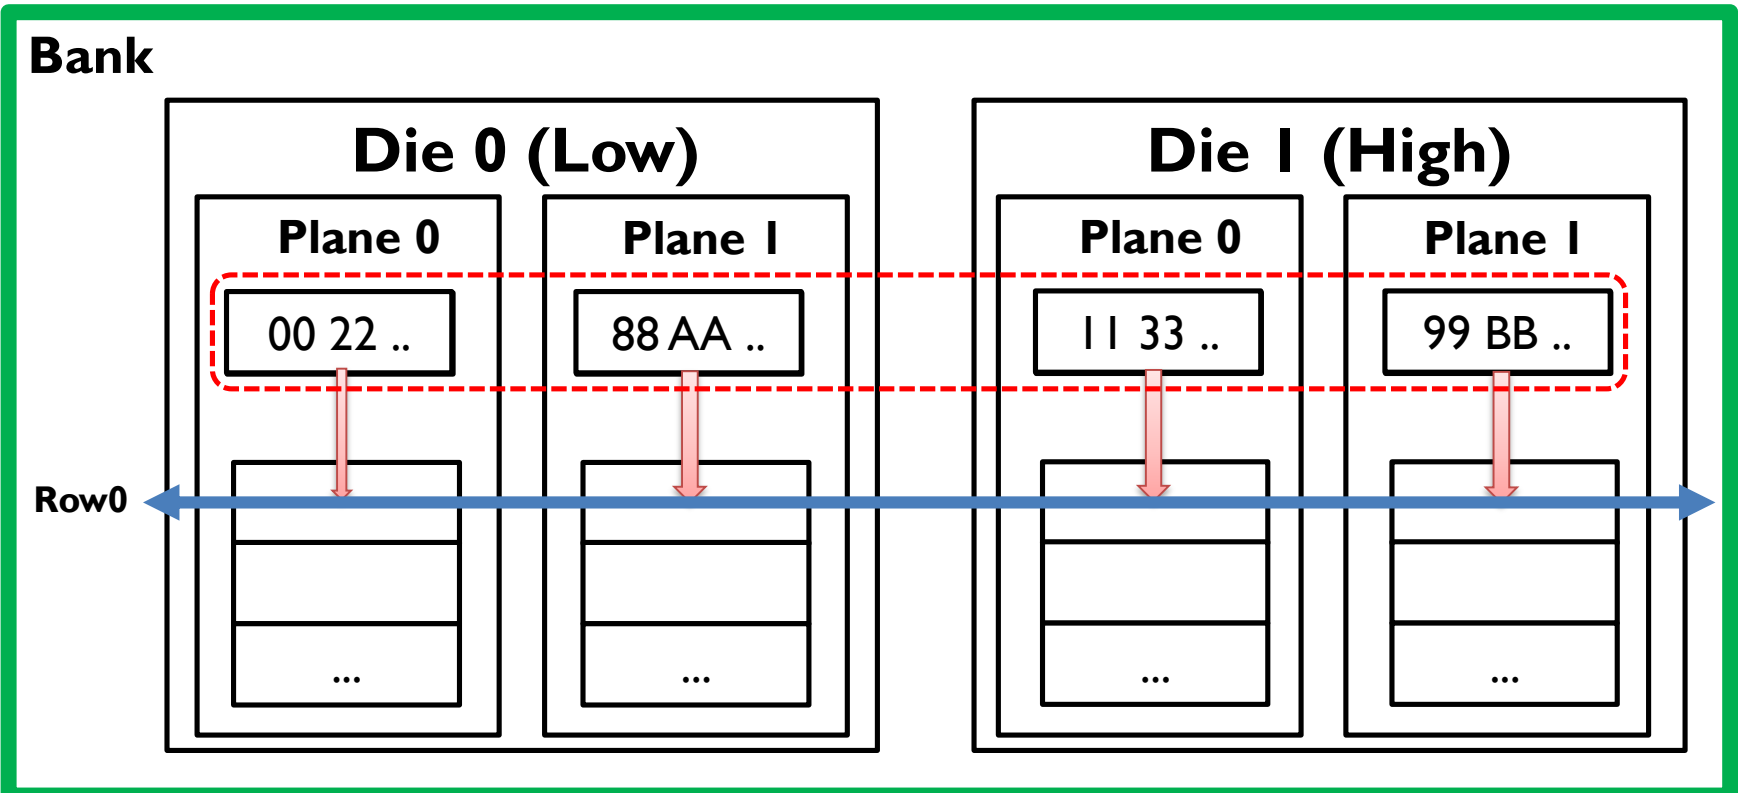 Bank
Die 0 (Low)
Die 1 (High)
Plane 0
Plane 1
Plane 0
Plane 1
00 22 ..
88 AA ..
11 33 ..
99 BB ..
Row0
...
...
...
...